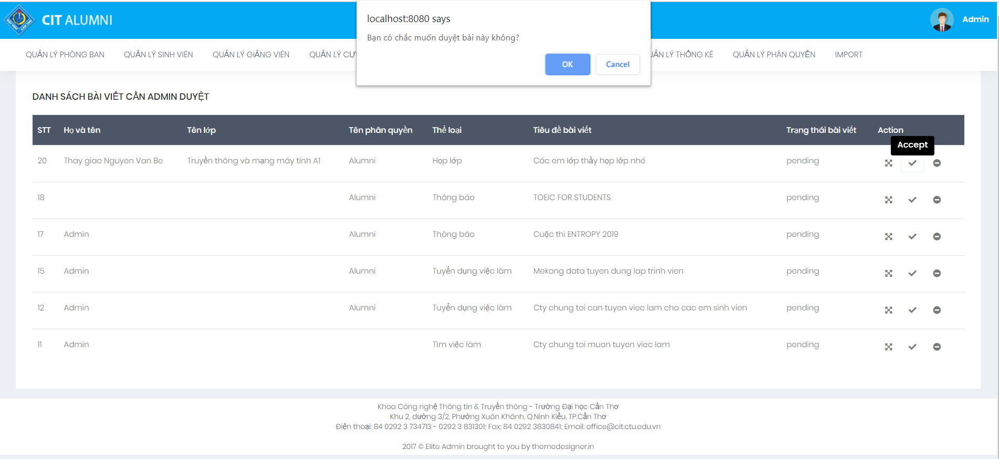 localhost:8080 says
Bạn có chắc muốn duyệt bài này không?
OK Cancel
CIT ALUMNI
Admin
QUẢN LÝ PHÒNG BAN QUẢN LÝ SINH VIÊN QUẢN LÝ GIẢNG VIÊN QUẢN LÝ LÝ THỐNG KÊ QUẢN LÝ PHÂN QUYỀN IMPORT
DANH SÁCH BÀI VIẾT CẦN ADMIN DUYỆT
STT Họ và tên Tên lớp Tên phân quyền Thể loại Tiêu đề bài viết Trạng thái bài viết Action
Accept
20 Thay giao Nguyen Van Be Truyền thông và mạng máy tính A1 Alumni Họp lớp Các em lớp thầy họp lớp nhé pending
18 Alumni Thông báo TOEIC FOR STUDENTS pending
17 Admin Alumni Thông báo Cuộc thi ENTROPY 2019 pending
15 Admin Alumni Tuyển dụng việc làm Mekong data tuyen dung lap trinh vien pending
12 Admin Alumni Tuyển dụng việc làm Cty chung toi can tuyen viec lam cho cac em sinh vien pending
11 Admin Tìm việc làm Cty chung toi muon tuyen viec lam pending
Khoa Công nghệ Thông tin & Truyền thông - Trường Đại học Cần Thơ
Khu 2, đường 3/2, Phường Xuân Khánh, Q.Ninh Kiều, TP.Cần Thơ
Điện thoại: 84 0292 3 734713 - 0292 3 831301; Fax: 84 0292 3830841; Email: office@cit.ctu.edu.vn
2017 © Elite Admin brought to you by themedesigner.in